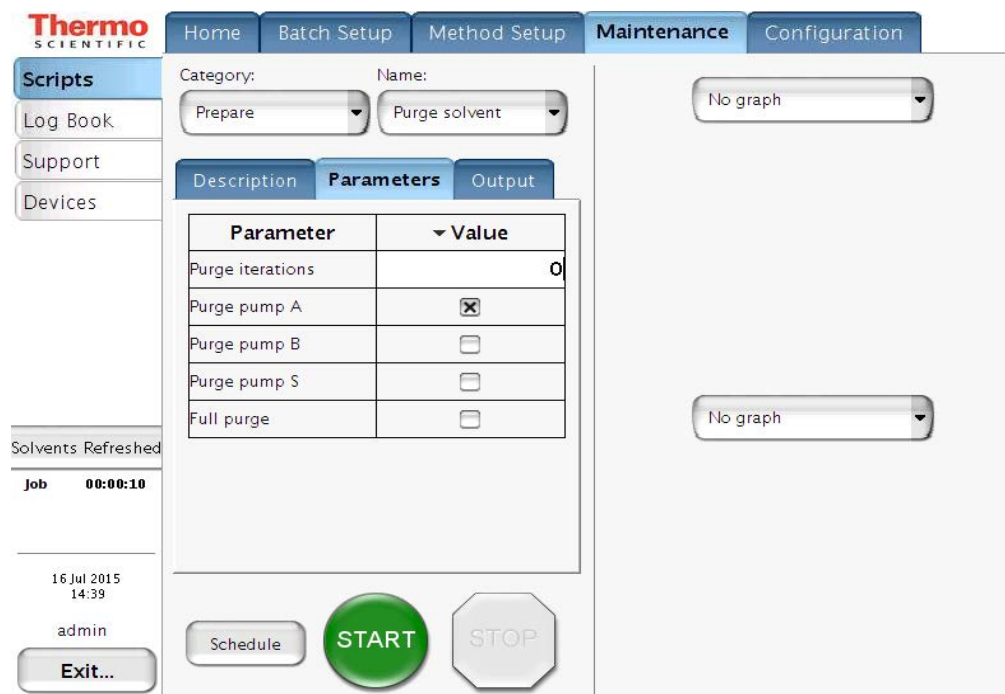 Thermo
SCIENTIFIC
Home
Batch Setup
Method Setup
Maintenance
Configuration
Scripts
Log Book
Support
Devices
Category:
Name:
Prepare
Purge solvent
No graph
Description
Parameters
Output
Parameter
Value
Purge iterations
0
Purge pump A
Purge pump B
Purge pump S
Full purge
No graph
Solvents Refreshed
Job 00:00:10
16 Jul 2015
14:39
admin
Exit...
Schedule
START
STOP